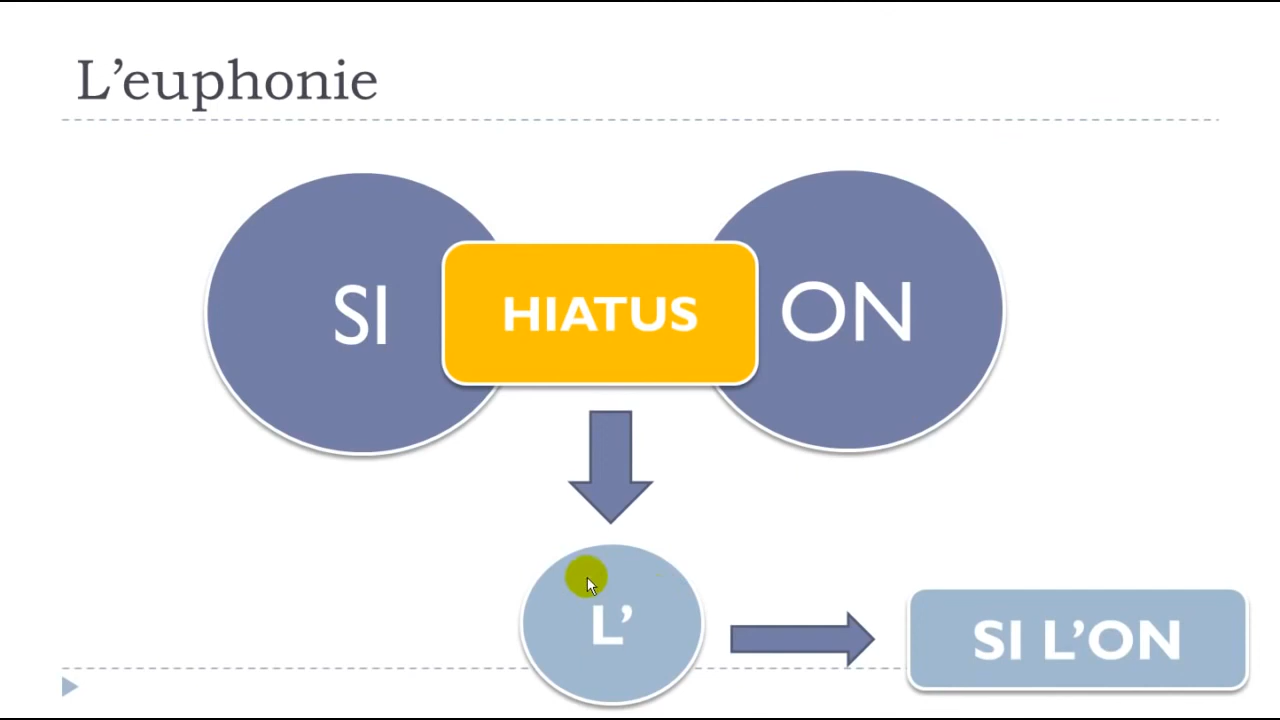 L’euphonie
SI
HIATUS
ON
L’
SI L’ON